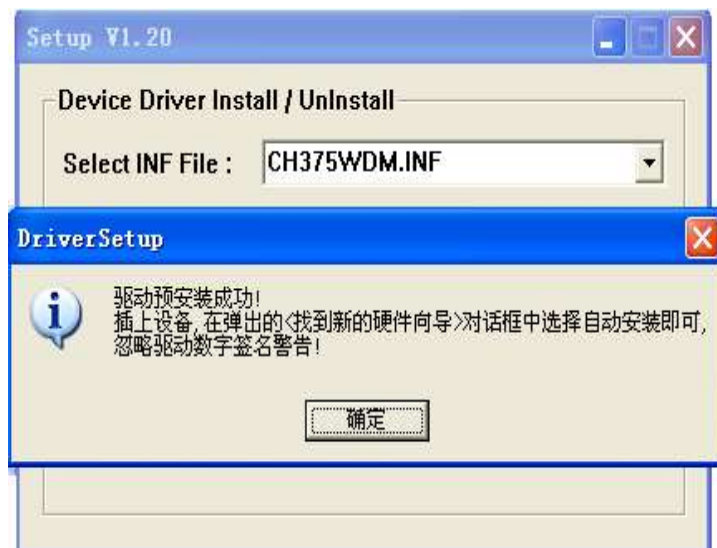 Setup V1.20
Device Driver Install / UnInstall
Select INF File :
CH375WDM.INF
DriverSetup
驱动预安装成功!
插上设备,在弹出的<找到新的硬件向导>对话框中选择自动安装即可,
忽略驱动数字签名警告!
确定